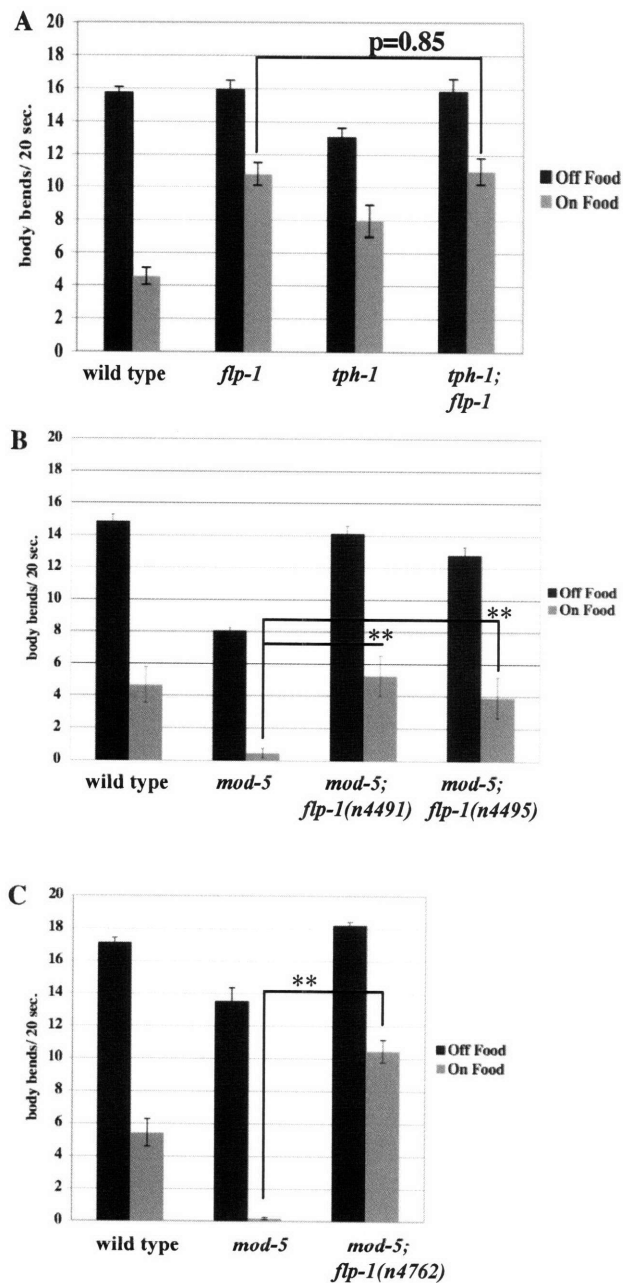 A
p=0.85
body bends/ 20 sec.
18
16
14
12
10
8
6
4
2
0
Off Food
On Food
wild type
flp-1
tph-1
tph-1;
flp-1
B
body bends/ 20 sec.
20
18
16
14
12
10
8
6
4
2
0
**
**
Off Food
On Food
wild type
mod-5
mod-5;
flp-1(n4491)
mod-5;
flp-1(n4495)
C
body bends/ 20 sec.
20
18
16
14
12
10
8
6
4
2
0
**
Off Food
On Food
wild type
mod-5
mod-5;
flp-1(n4762)